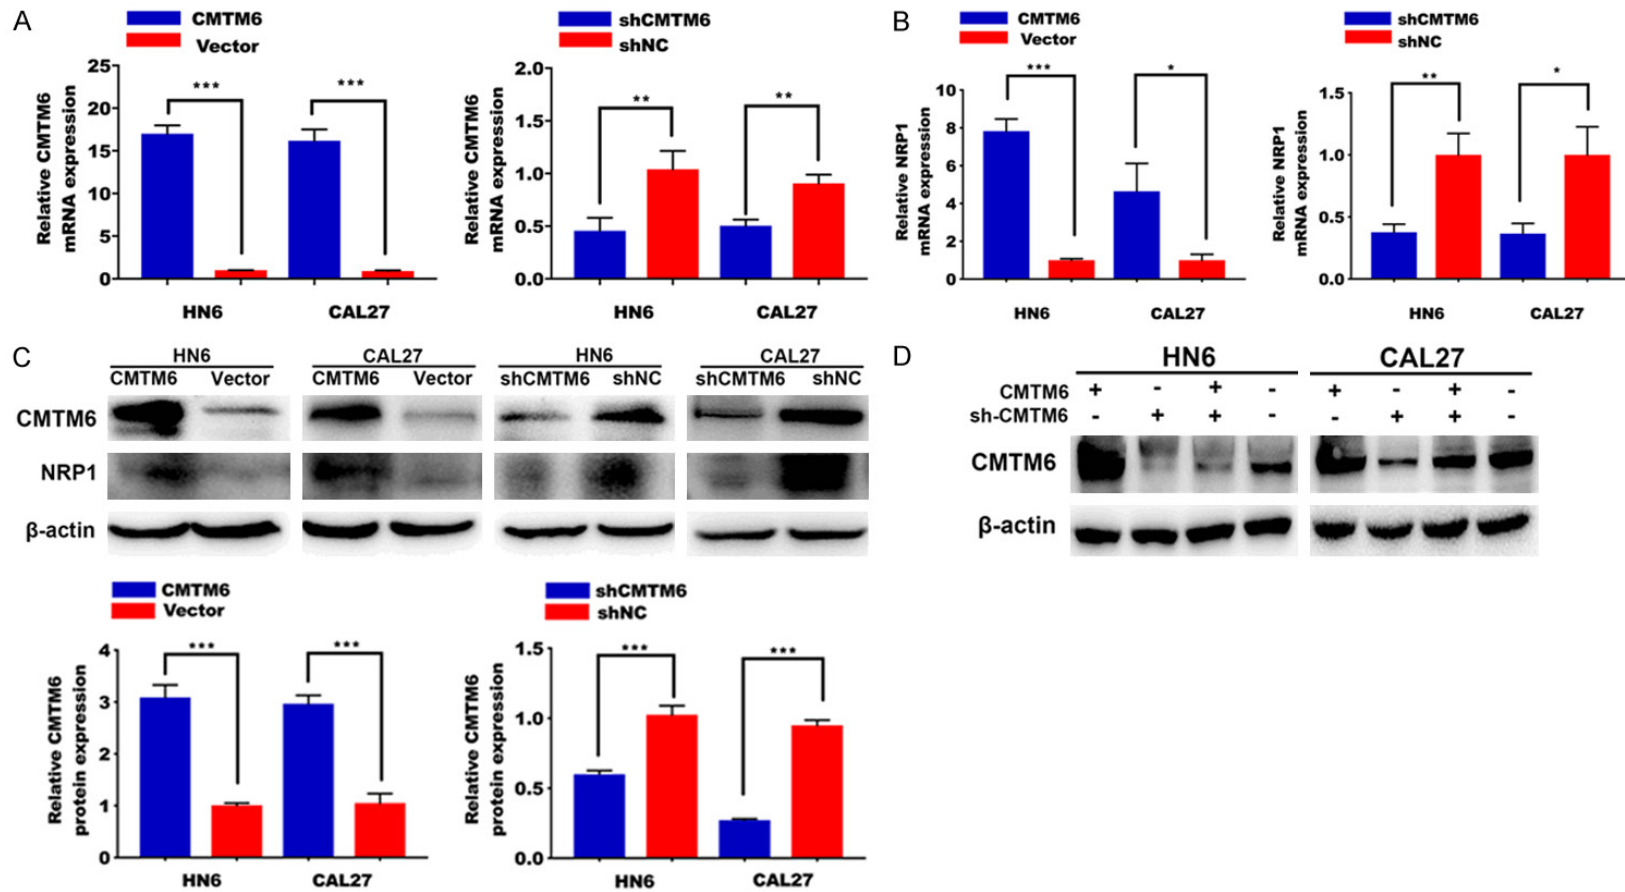 A
CMTM6
Vector
Relative CMTM6
mRNA expression
25
20
15
10
5
0
***
***
HN6
CAL27
shCMTM6
shNC
Relative CMTM6
mRNA expression
2.0
1.5
1.0
0.5
0.0
**
**
HN6
CAL27
B
CMTM6
Vector
Relative NRP1
mRNA expression
10
8
6
4
2
0
***
*
HN6
CAL27
shCMTM6
shNC
Relative NRP1
mRNA expression
1.5
1.0
0.5
0.0
**
*
HN6
CAL27
C
HN6
CAL27
HN6
CAL27
CMTM6 Vector
CMTM6 Vector
shCMTM6 shNC
shCMTM6 shNC
CMTM6
NRP1
β-actin
CMTM6
Vector
Relative CMTM6
protein expression
4
3
2
1
0
***
***
HN6
CAL27
shCMTM6
shNC
Relative CMTM6
protein expression
1.5
1.0
0.5
0.0
***
***
HN6
CAL27
D
HN6
CAL27
CMTM6 + - + - + - + -
sh-CMTM6 - + + - - + + -
CMTM6
β-actin